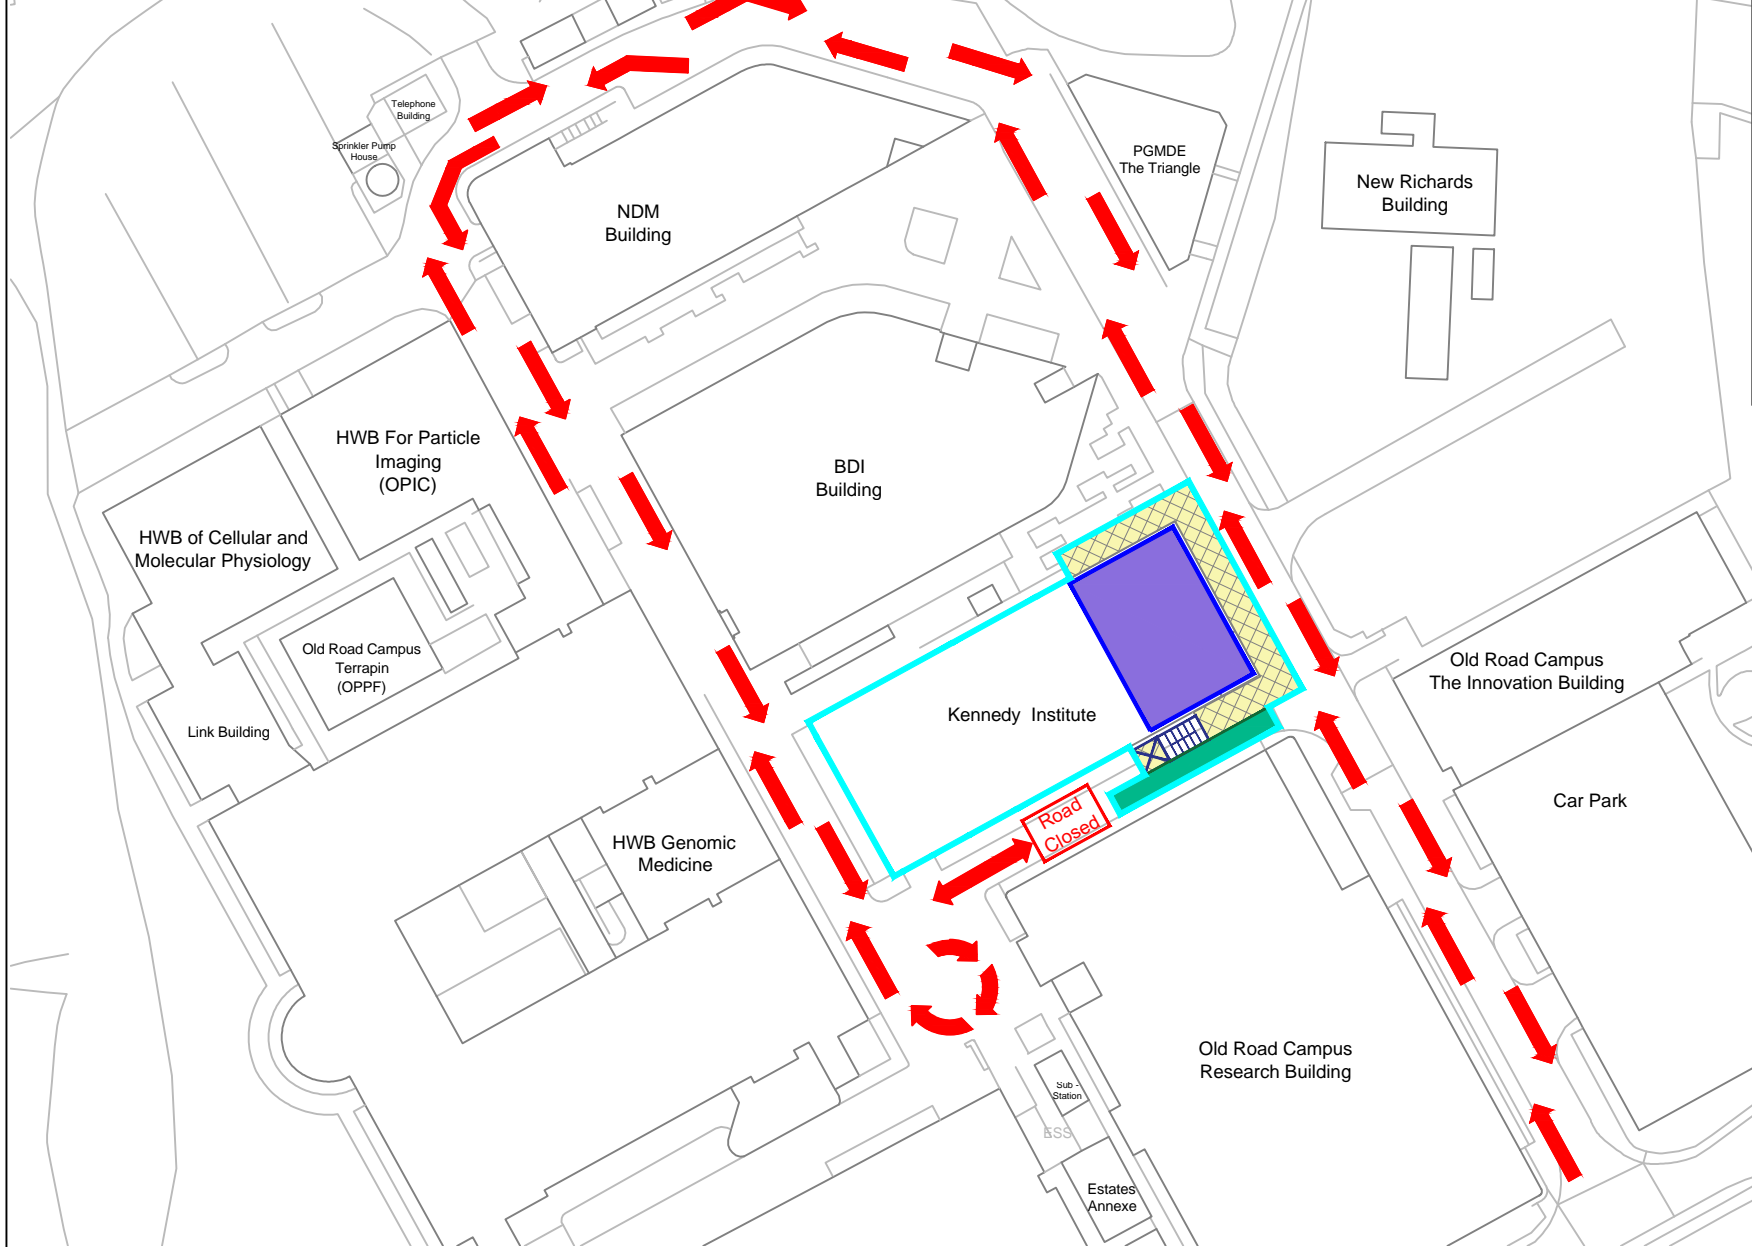 Telephone
Building
Sprinkler Pump
House
PGMDE
The Triangle
New Richards
Building
NDM
Building
HWB For Particle
Imaging
(OPIC)
BDI
Building
HWB of Cellular and
Molecular Physiology
Old Road Campus
Terrapin
(OPPF)
Link Building
Kennedy Institute
Old Road Campus
The Innovation Building
Car Park
Road
Closed
HWB Genomic
Medicine
Old Road Campus
Research Building
Sub -
Station
ESS
Estates
Annexe